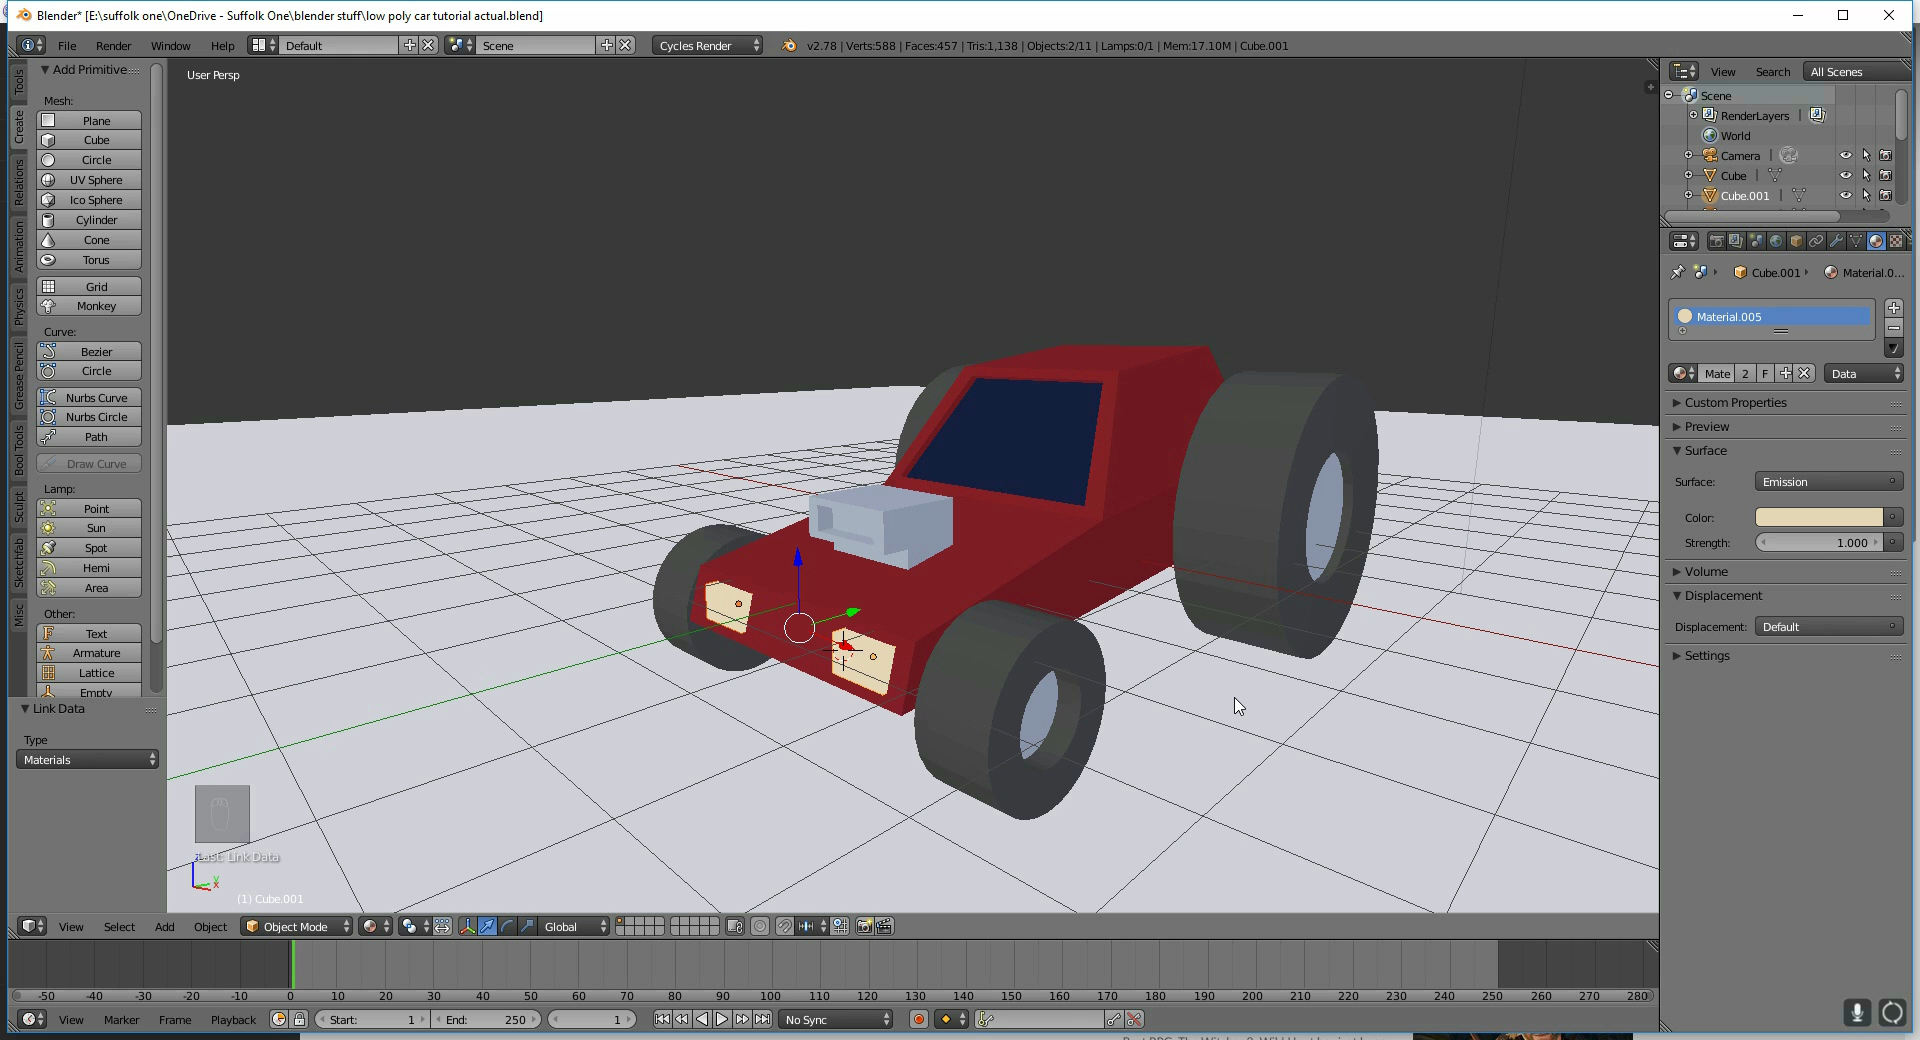 Blender* [E:\suffolk one\OneDrive - Suffolk One\blender stuff\low poly car tutorial actual.blend]
File Render Window Help Default Scene Cycles Render v2.78 | Verts:588 | Faces:457 | Tris:1,138 | Objects:2/11 | Lamps:0/1 | Mem:17.10M | Cube.001
Tools
Create
Relations
Animation
Physics
Grease Pencil
Bool Tools
Sculpt
Sketchfab
Misc
Add Primitive
Mesh:
Plane
Cube
Circle
UV Sphere
Ico Sphere
Cylinder
Cone
Torus
Grid
Monkey
Curve:
Bezier
Circle
Nurbs Curve
Nurbs Circle
Path
Draw Curve
Lamp:
Point
Sun
Spot
Hemi
Area
Other:
Text
Armature
Lattice
Empty
Link Data
Type
Materials
User Persp
Last: Link Data
z
y
x
(1) Cube.001
View Search All Scenes
Scene
RenderLayers
World
Camera
Cube
Cube.001
Cube.001 Material.0...
Material.005
Mate 2 F Data
Custom Properties
Preview
Surface
Surface: Emission
Color:
Strength: 1.000
Volume
Displacement
Displacement: Default
Settings
View Select Add Object Object Mode Global
-50 -40 -30 -20 -10 0 10 20 30 40 50 60 70 80 90 100 110 120 130 140 150 160 170 180 190 200 210 220 230 240 250 260 270 280
View Marker Frame Playback Start: 1 End: 250 1 No Sync